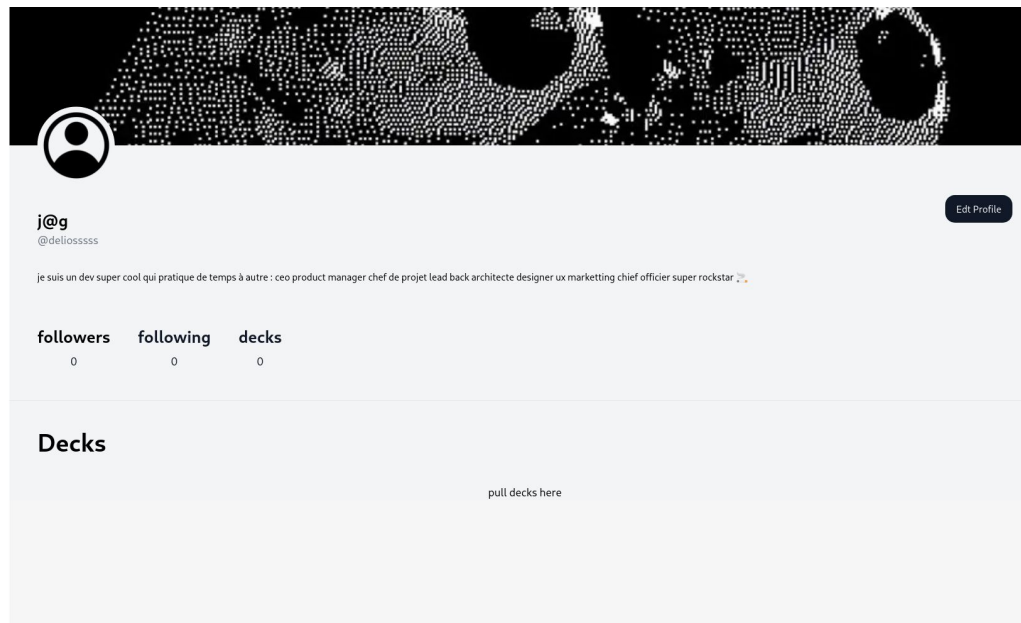 Edt Profile
j@g
@deliosssss
je suis un dev super cool qui pratique de temps à autre : ceo product manager chef de projet lead back architecte designer ux marketting chief officier super rockstar
followers following decks
0 0 0
Decks
pull decks here